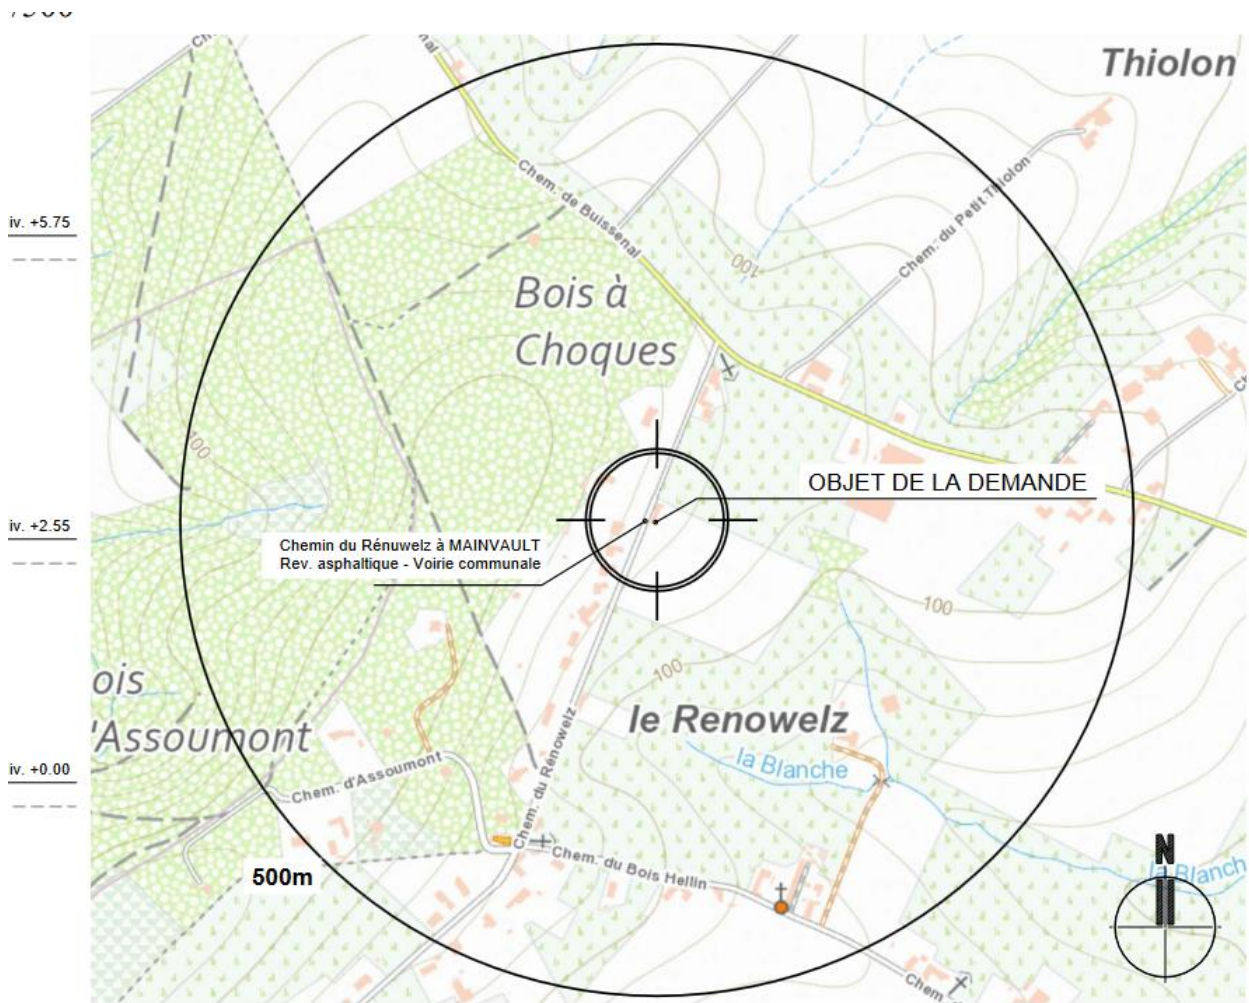 Thiolon
Chem. de Buissenal
Chem. du Petit Thiolon
iv. +5.75
100
Bois à
Choques
100
OBJET DE LA DEMANDE
iv. +2.55
Chemin du Rénuwelz à MAINVAULT
Rev. asphaltique - Voirie communale
100
100
ois
'Assoumont
le Renowelz
la Blanche
iv. +0.00
Chem. d'Assoumont
Chem. du Rénowelz
N
Chem. du Bois Hellin
500m
la Blanch
Chem.